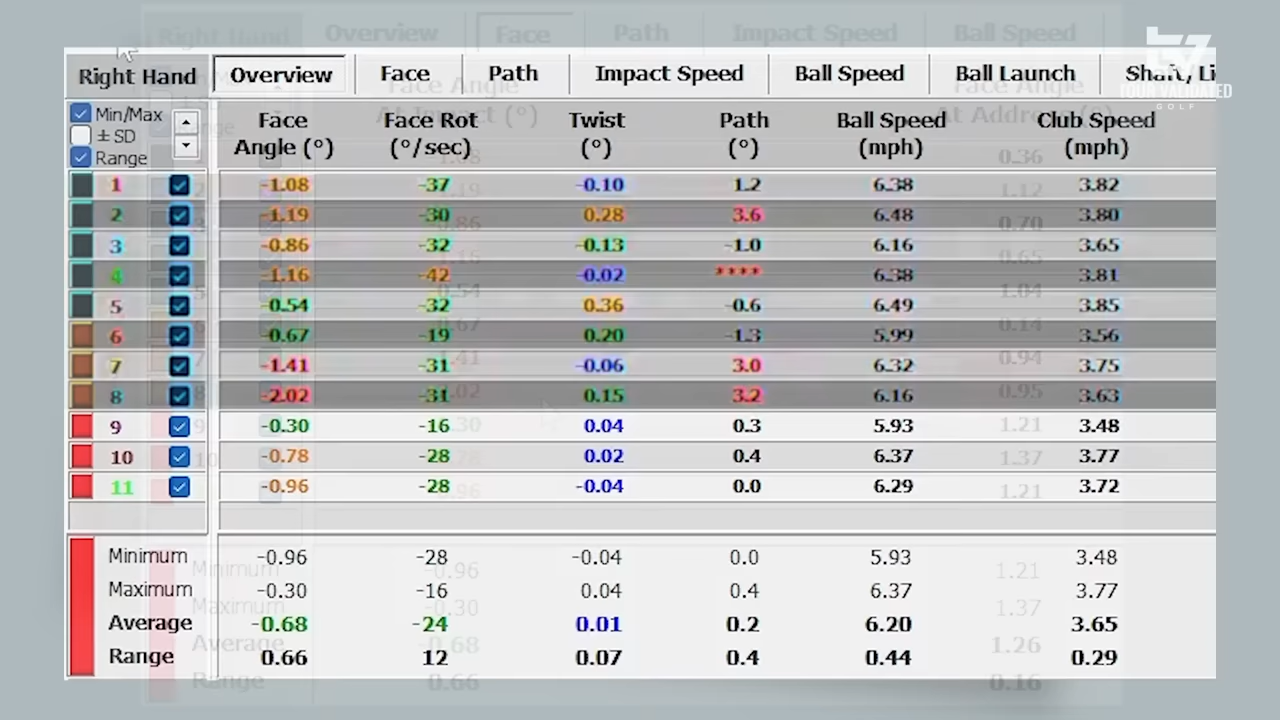 Right Hand Overview Face Path Impact Speed Ball Speed Ball Launch Shaft/Li
Min/Max
± SD
Range
Face Angle (°) Face Rot (°/sec) Twist (°) Path (°) Ball Speed (mph) Club Speed (mph)
1 -1.08 -37 -0.10 1.2 6.38 3.82
2 -1.19 -30 0.28 3.6 6.48 3.80
3 -0.86 -32 -0.13 -1.0 6.16 3.65
4 -1.16 -42 -0.02 **** 6.38 3.81
5 -0.54 -32 0.36 -0.6 6.49 3.85
6 -0.67 -19 0.20 -1.3 5.99 3.56
7 -1.41 -31 -0.06 3.0 6.32 3.75
8 -2.02 -31 0.15 3.2 6.16 3.63
9 -0.30 -16 0.04 0.3 5.93 3.48
10 -0.78 -28 0.02 0.4 6.37 3.77
11 -0.96 -28 -0.04 0.0 6.29 3.72
Minimum -0.96 -28 -0.04 0.0 5.93 3.48
Maximum -0.30 -16 0.04 0.4 6.37 3.77
Average -0.68 -24 0.01 0.2 6.20 3.65
Range 0.66 12 0.07 0.4 0.44 0.29
TOUR VALIDATED
GOLF